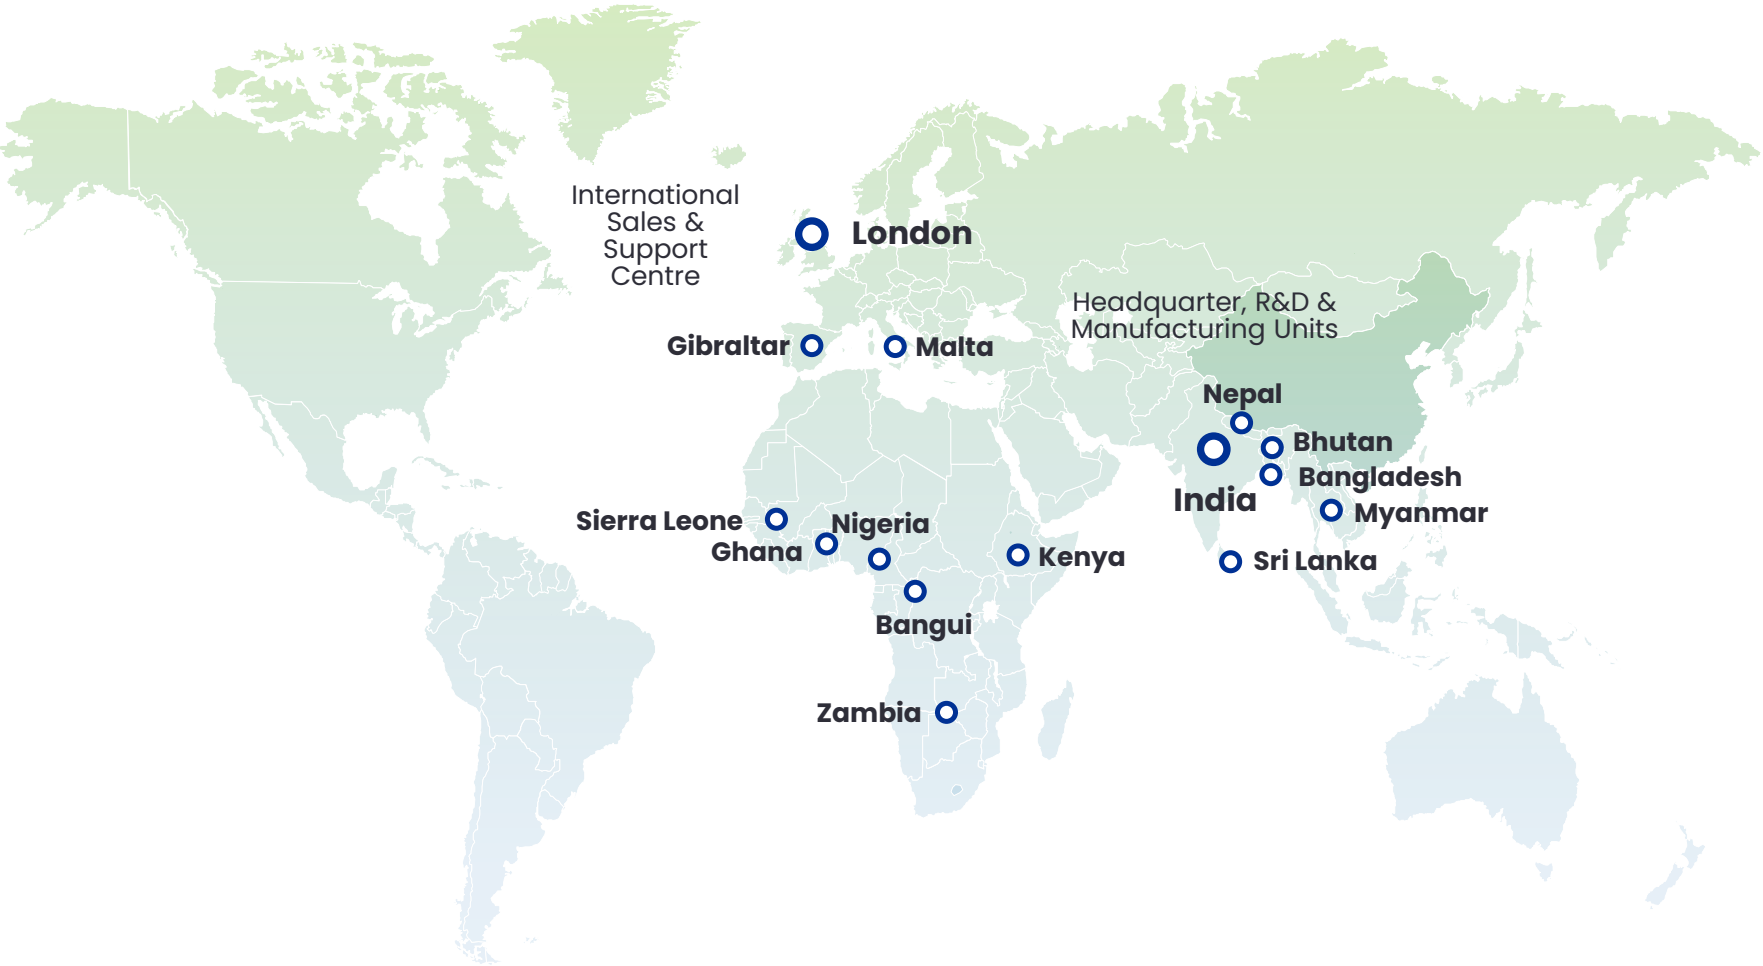 International
Sales &
Support
Centre
London
Headquarter, R&D &
Manufacturing Units
Gibraltar
Malta
Nepal
Bhutan
Bangladesh
India
Myanmar
Sierra Leone
Nigeria
Ghana
Kenya
Sri Lanka
Bangui
Zambia